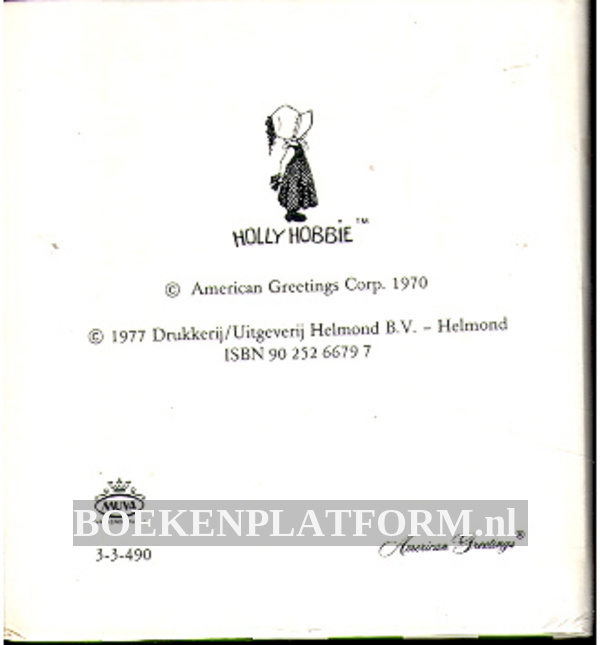 HOLLY HOBBIE™
© American Greetings Corp. 1970
© 1977 Drukkerij/Uitgeverij Helmond B.V. – Helmond
ISBN 90 252 6679 7
BOEKENPLATFORM.nl
3-3-490
American Greetings®